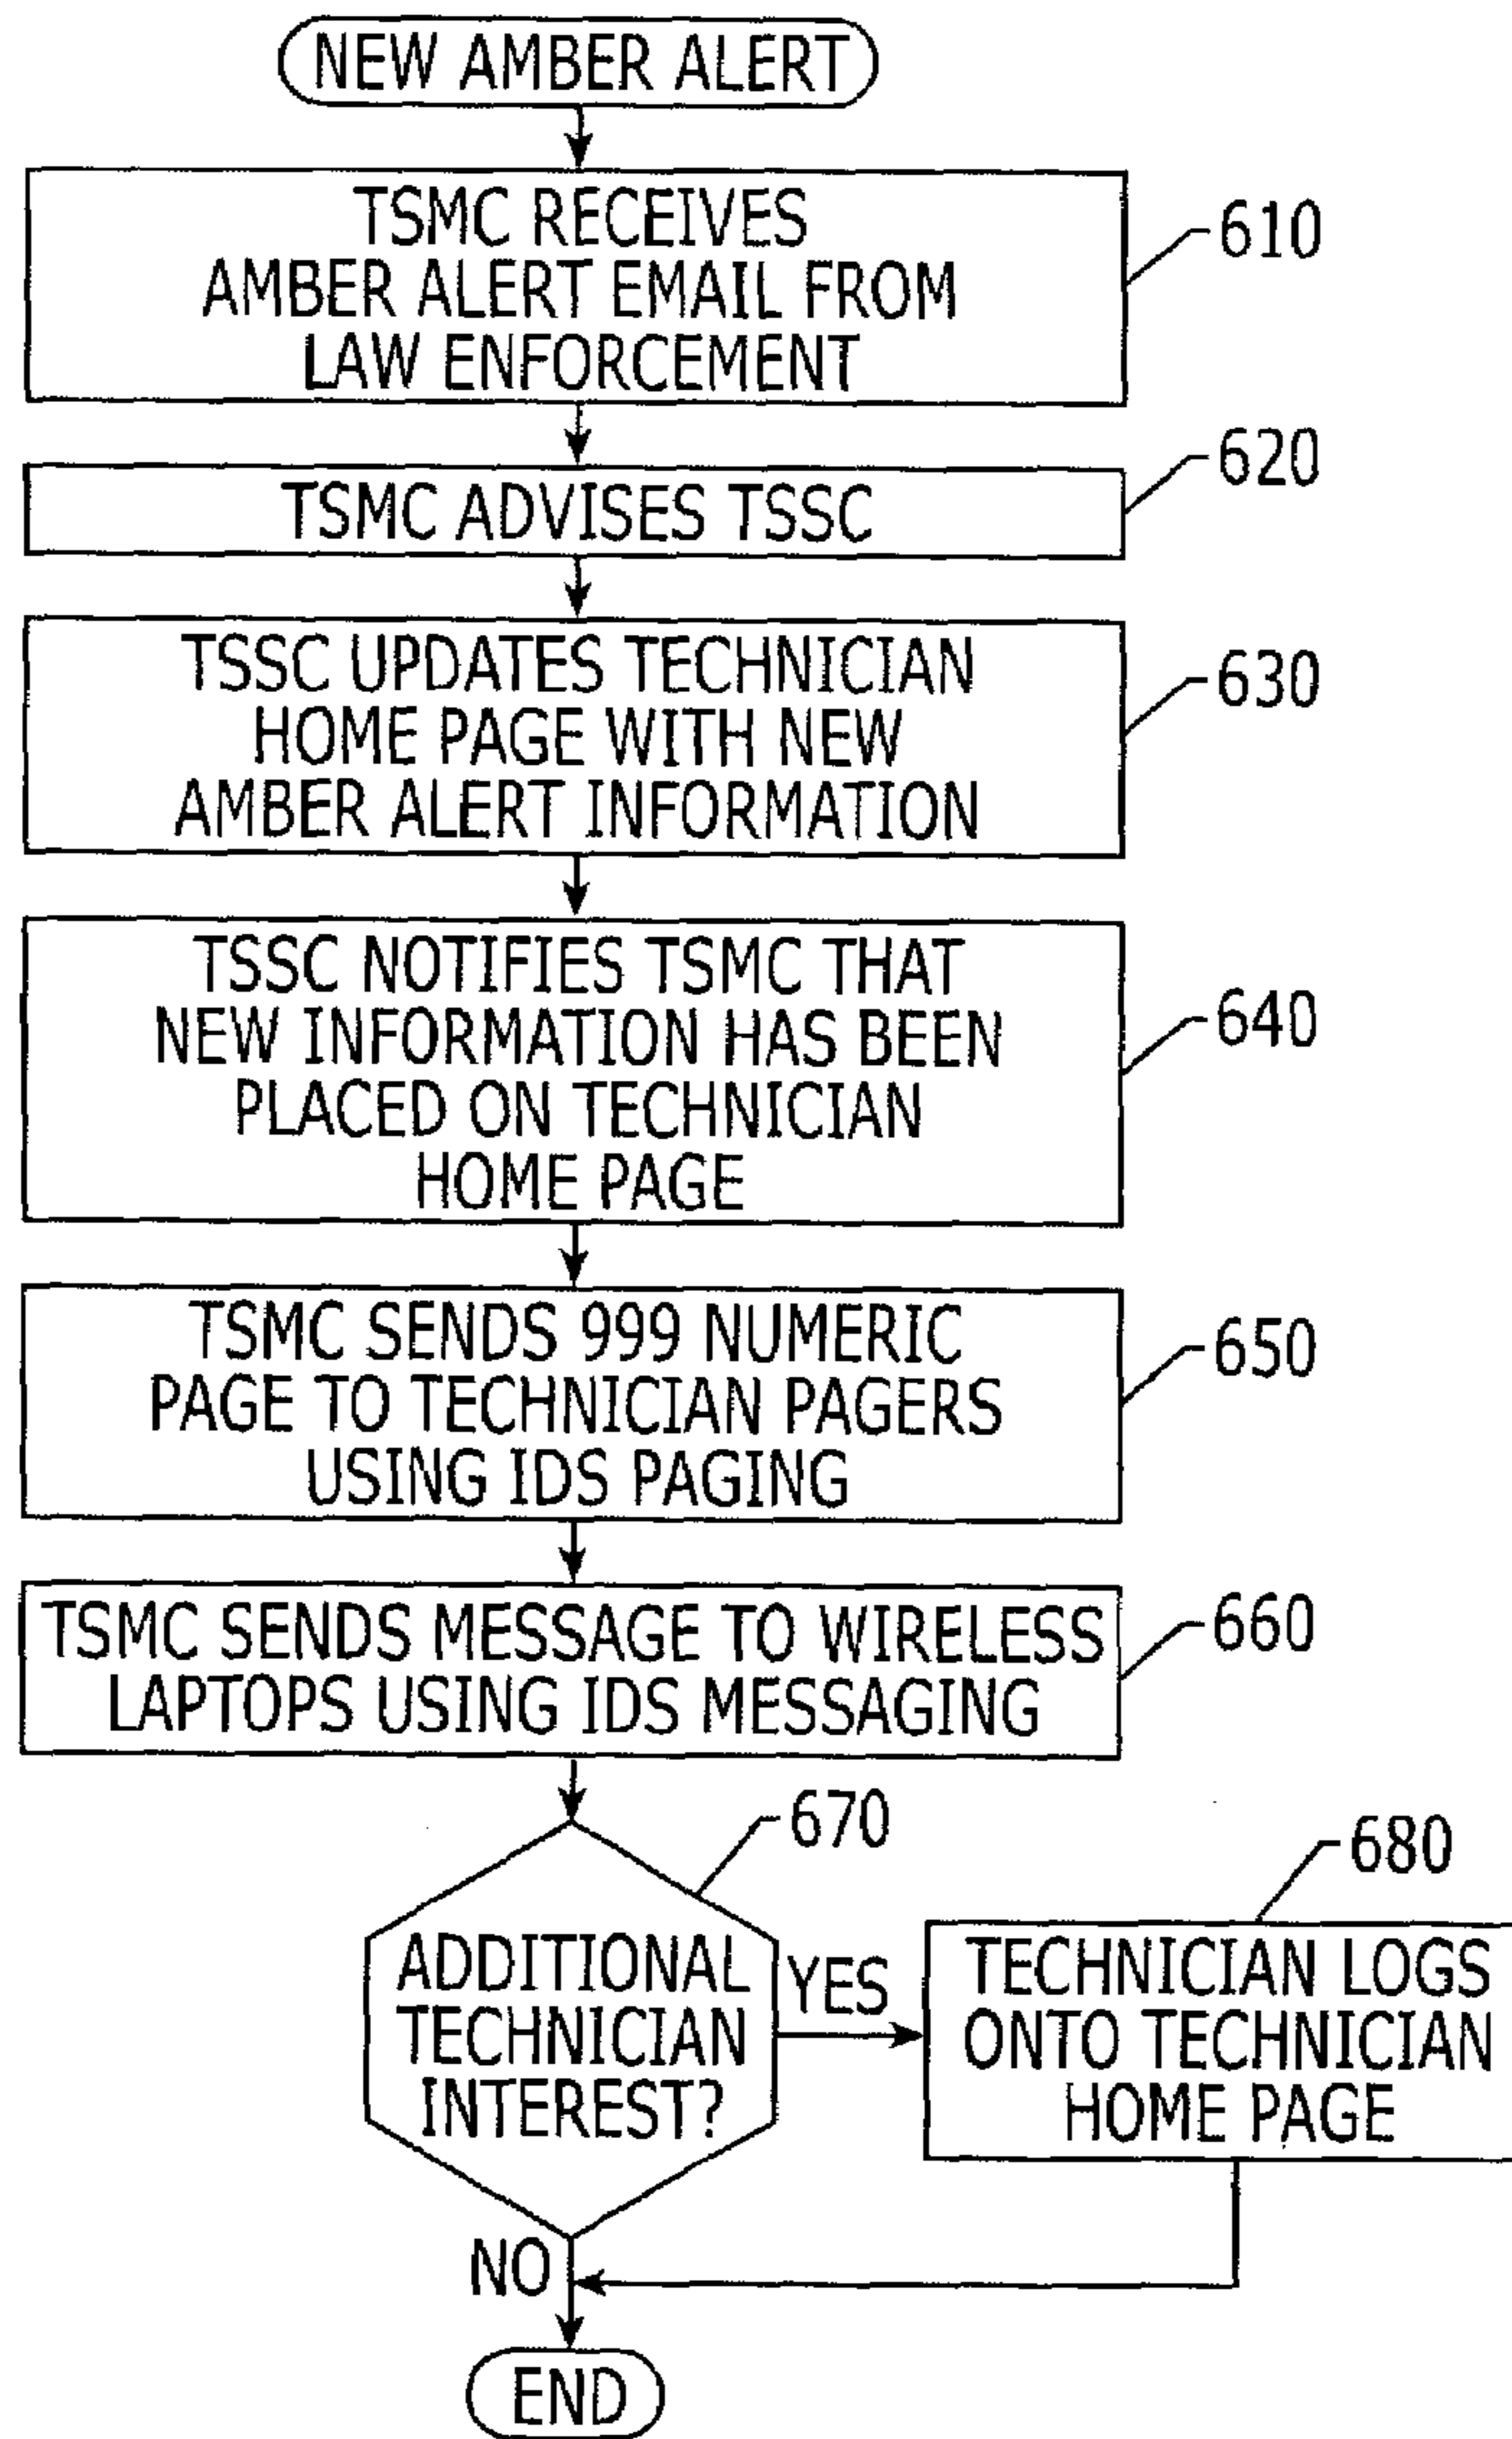 NEW AMBER ALERT
TSMC RECEIVES
AMBER ALERT EMAIL FROM
LAW ENFORCEMENT
610
TSMC ADVISES TSSC
620
TSSC UPDATES TECHNICIAN
HOME PAGE WITH NEW
AMBER ALERT INFORMATION
630
TSSC NOTIFIES TSMC THAT
NEW INFORMATION HAS BEEN
PLACED ON TECHNICIAN
HOME PAGE
640
TSMC SENDS 999 NUMERIC
PAGE TO TECHNICIAN PAGERS
USING IDS PAGING
650
TSMC SENDS MESSAGE TO WIRELESS
LAPTOPS USING IDS MESSAGING
660
670
ADDITIONAL
TECHNICIAN
INTEREST?
YES
680
TECHNICIAN LOGS
ONTO TECHNICIAN
HOME PAGE
NO
END